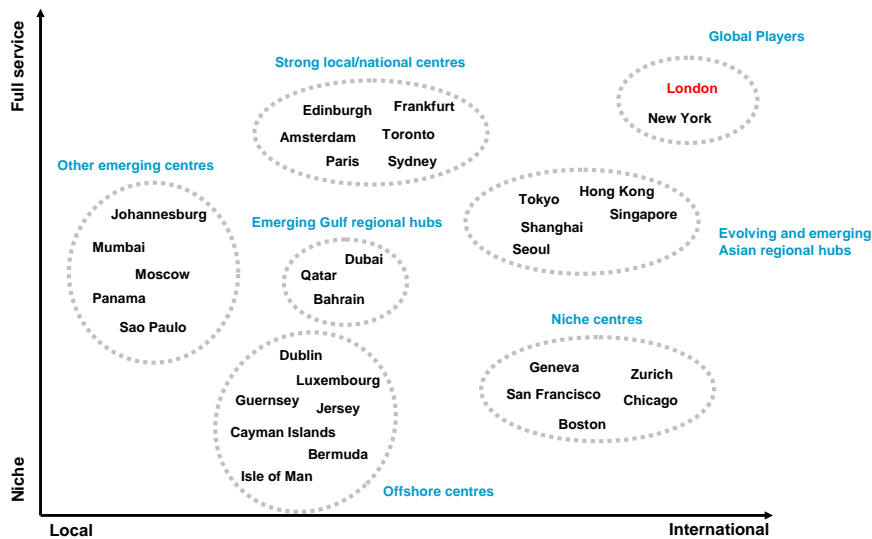 Full service
Global Players
London
New York
Strong local/national centres
Edinburgh
Frankfurt
Amsterdam
Toronto
Paris
Sydney
Other emerging centres
Johannesburg
Mumbai
Moscow
Panama
Sao Paulo
Emerging Gulf regional hubs
Dubai
Qatar
Bahrain
Tokyo
Hong Kong
Singapore
Shanghai
Seoul
Evolving and emerging
Asian regional hubs
Niche centres
Geneva
Zurich
San Francisco
Chicago
Boston
Dublin
Luxembourg
Guernsey
Jersey
Cayman Islands
Bermuda
Isle of Man
Offshore centres
Niche
Local
International